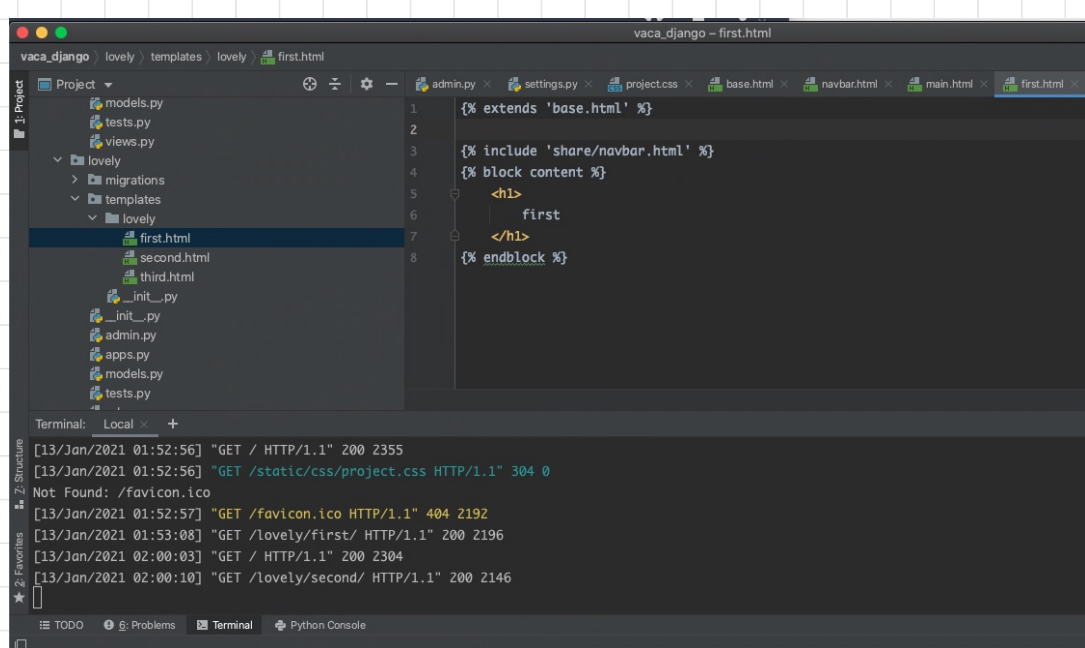 vaca_django – first.html
vaca_django 〉 lovely 〉 templates 〉 lovely 〉 first.html
1: Project
Project
admin.py × settings.py × project.css × base.html × navbar.html × main.html × first.html ×
models.py
tests.py
views.py
lovely
migrations
templates
lovely
first.html
second.html
third.html
__init__.py
__init__.py
admin.py
apps.py
models.py
tests.py
1 {% extends 'base.html' %}
2
3 {% include 'share/navbar.html' %}
4 {% block content %}
5 <h1>
6 first
7 </h1>
8 {% endblock %}
Terminal: Local × +
[13/Jan/2021 01:52:56] "GET / HTTP/1.1" 200 2355
[13/Jan/2021 01:52:56] "GET /static/css/project.css HTTP/1.1" 304 0
Not Found: /favicon.ico
[13/Jan/2021 01:52:57] "GET /favicon.ico HTTP/1.1" 404 2192
[13/Jan/2021 01:53:08] "GET /lovely/first/ HTTP/1.1" 200 2196
[13/Jan/2021 02:00:03] "GET / HTTP/1.1" 200 2304
[13/Jan/2021 02:00:10] "GET /lovely/second/ HTTP/1.1" 200 2146
Z: Structure
2: Favorites
TODO 6: Problems Terminal Python Console